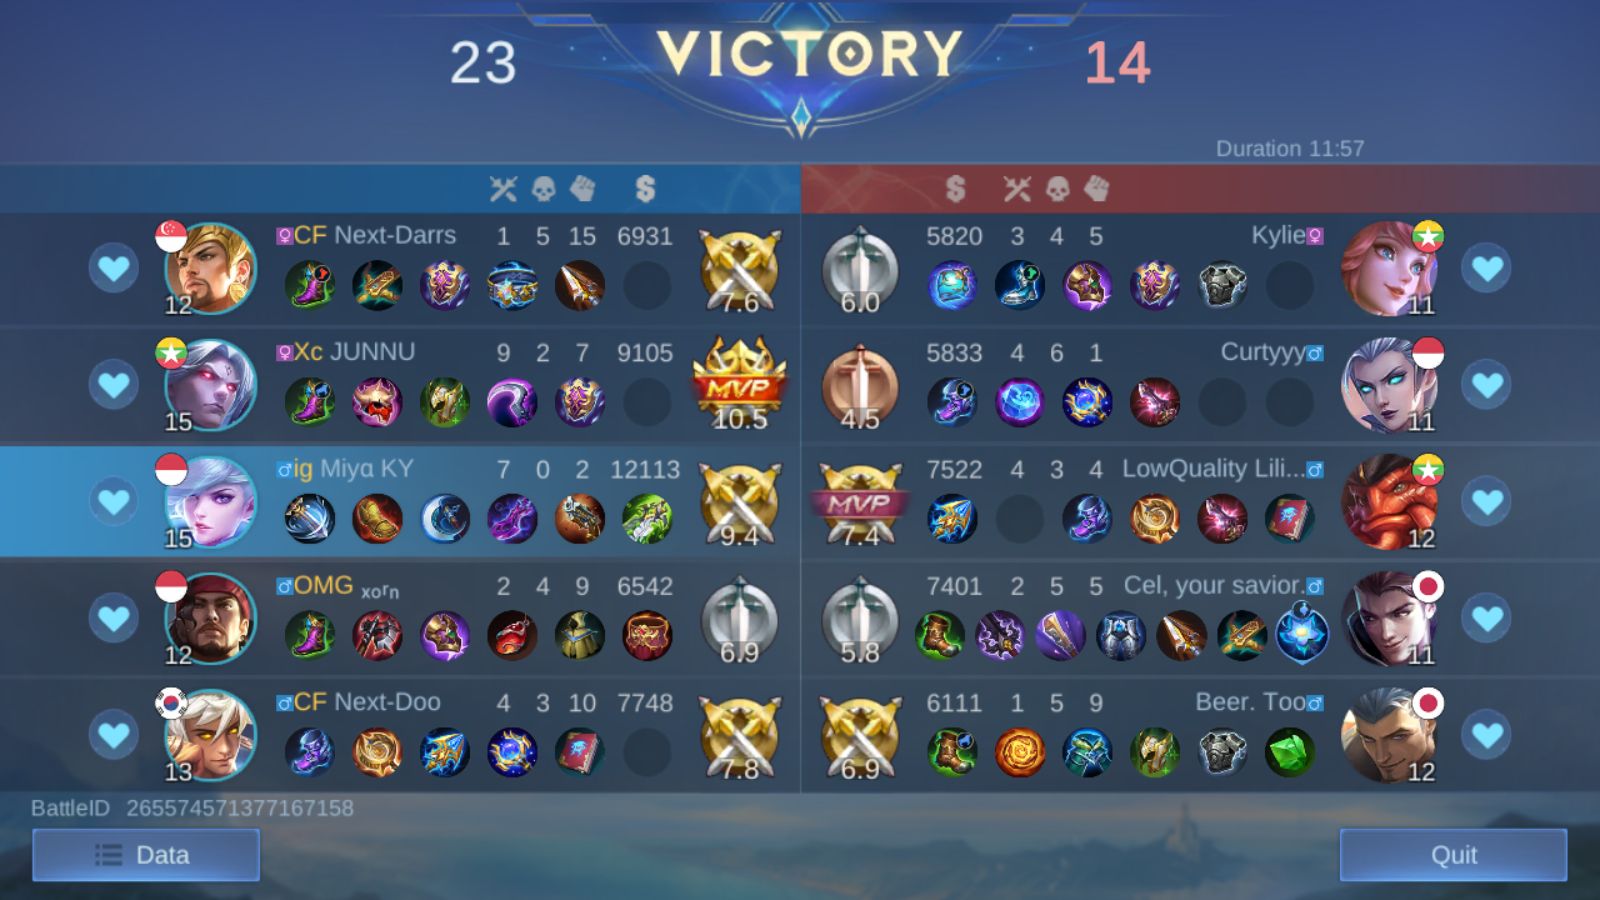 23
VICTORY
14
Duration 11:57
CF Next-Darrs 1 5 15 6931
12
7.6
5820 3 4 5 Kylie
6.0
11
Xc JUNNU 9 2 7 9105
15
MVP
10.5
5833 4 6 1 Curtyyy
4.5
11
ig Miyα KY 7 0 2 12113
15
9.4
7522 4 3 4 LowQuality Lili...
MVP
7.4
12
OMG xorn 2 4 9 6542
12
6.9
7401 2 5 5 Cel, your savior.
5.8
11
CF Next-Doo 4 3 10 7748
13
7.8
6111 1 5 9 Beer. Too
6.9
12
BattleID 265574571377167158
Data
Quit